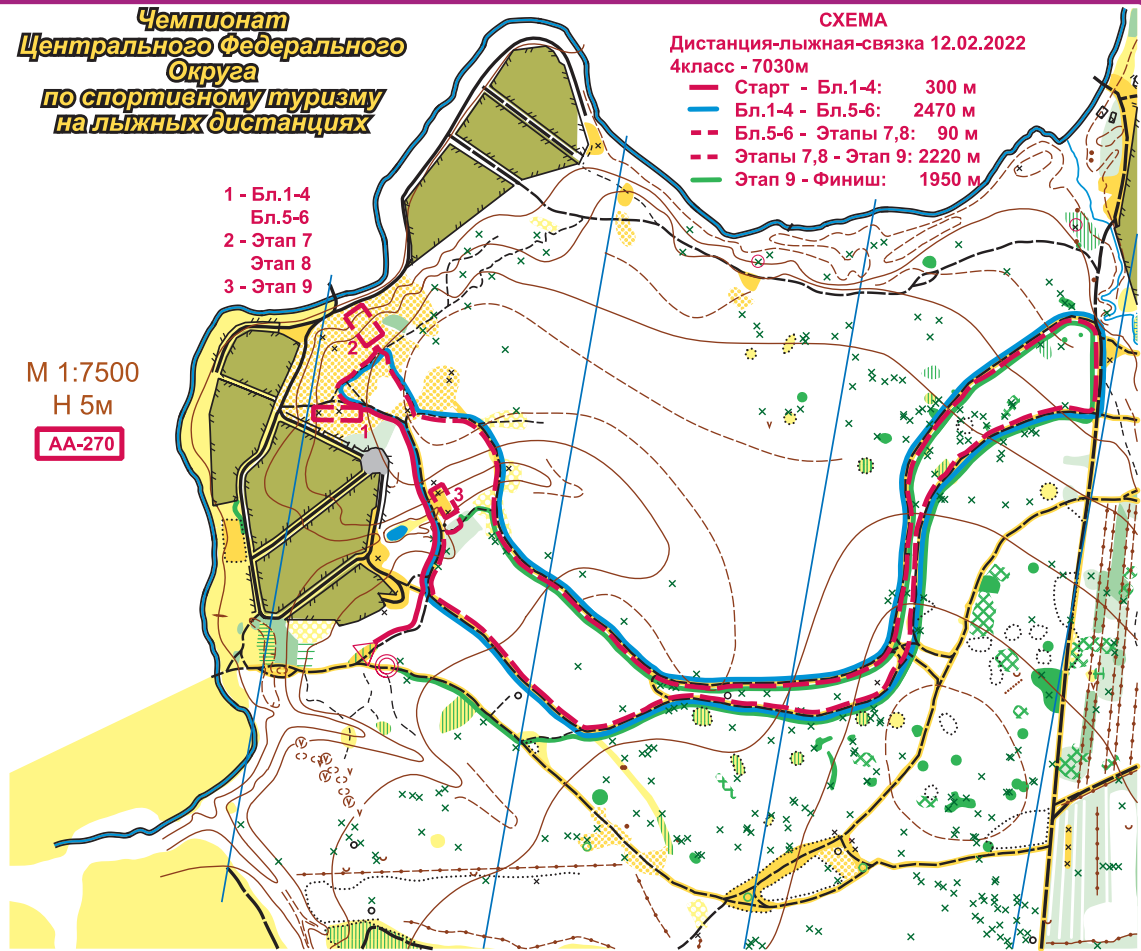 Чемпионат
Центрального Федерального
Округа
по спортивному туризму
на лыжных дистанциях
СХЕМА
Дистанция-лыжная-связка 12.02.2022
4класс - 7030м
Старт - Бл.1-4: 300 м
Бл.1-4 - Бл.5-6: 2470 м
Бл.5-6 - Этапы 7,8: 90 м
Этапы 7,8 - Этап 9: 2220 м
Этап 9 - Финиш: 1950 м
1 - Бл.1-4
Бл.5-6
2 - Этап 7
Этап 8
3 - Этап 9
М 1:7500
Н 5м
АА-270
2
1
3